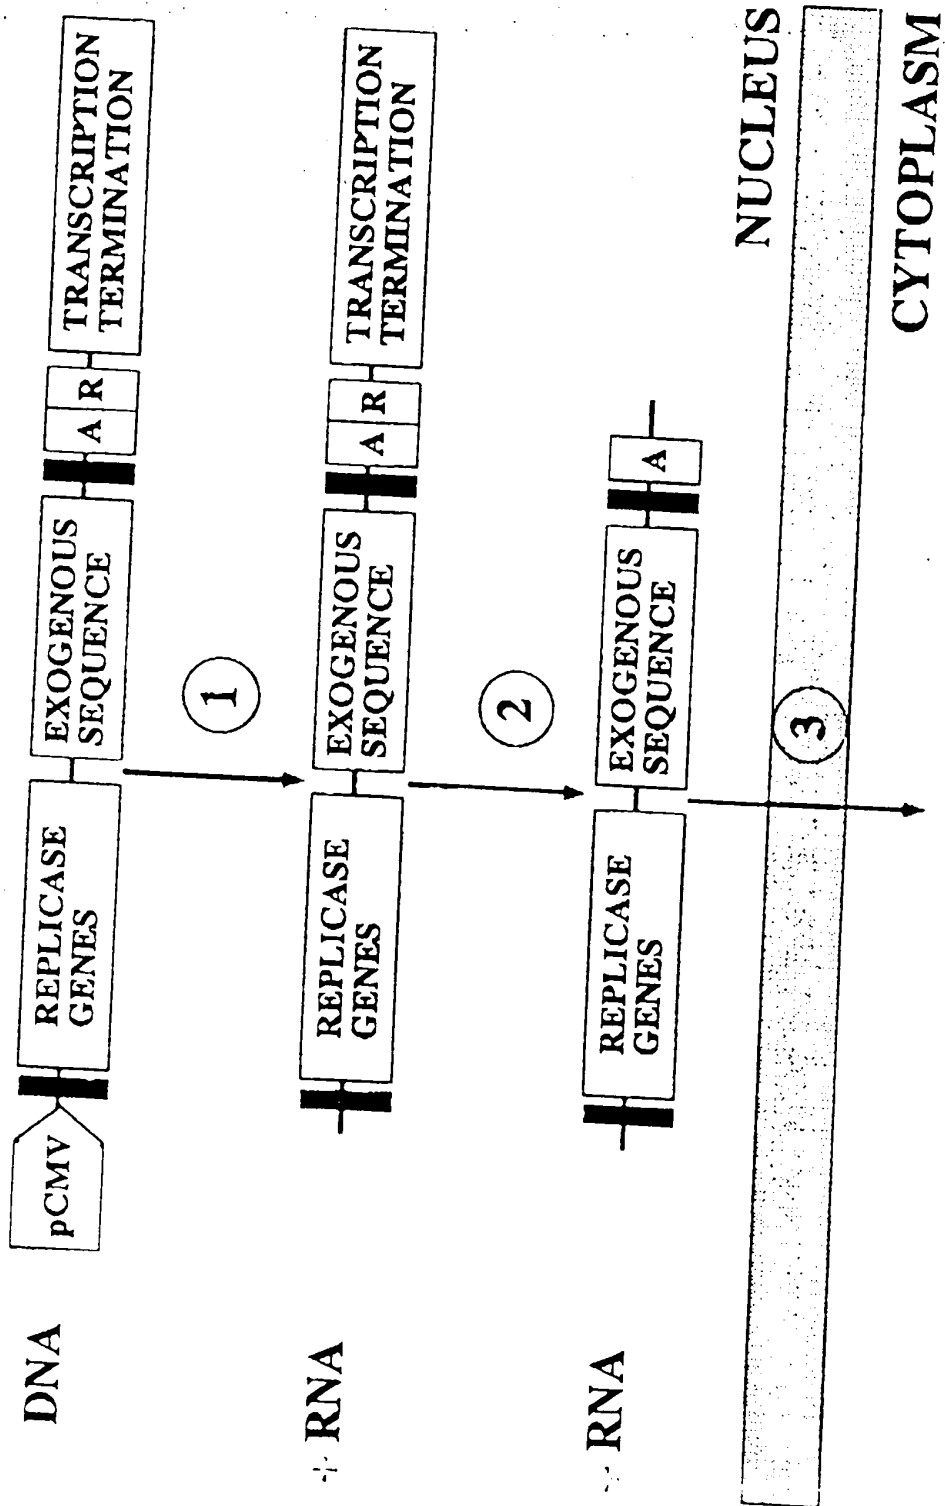 DNA
pCMV
REPLICASE
GENES
EXOGENOUS
SEQUENCE
A
R
TRANSCRIPTION
TERMINATION
1
+ RNA
REPLICASE
GENES
EXOGENOUS
SEQUENCE
A
R
TRANSCRIPTION
TERMINATION
2
RNA
REPLICASE
GENES
EXOGENOUS
SEQUENCE
A
NUCLEUS
3
CYTOPLASM